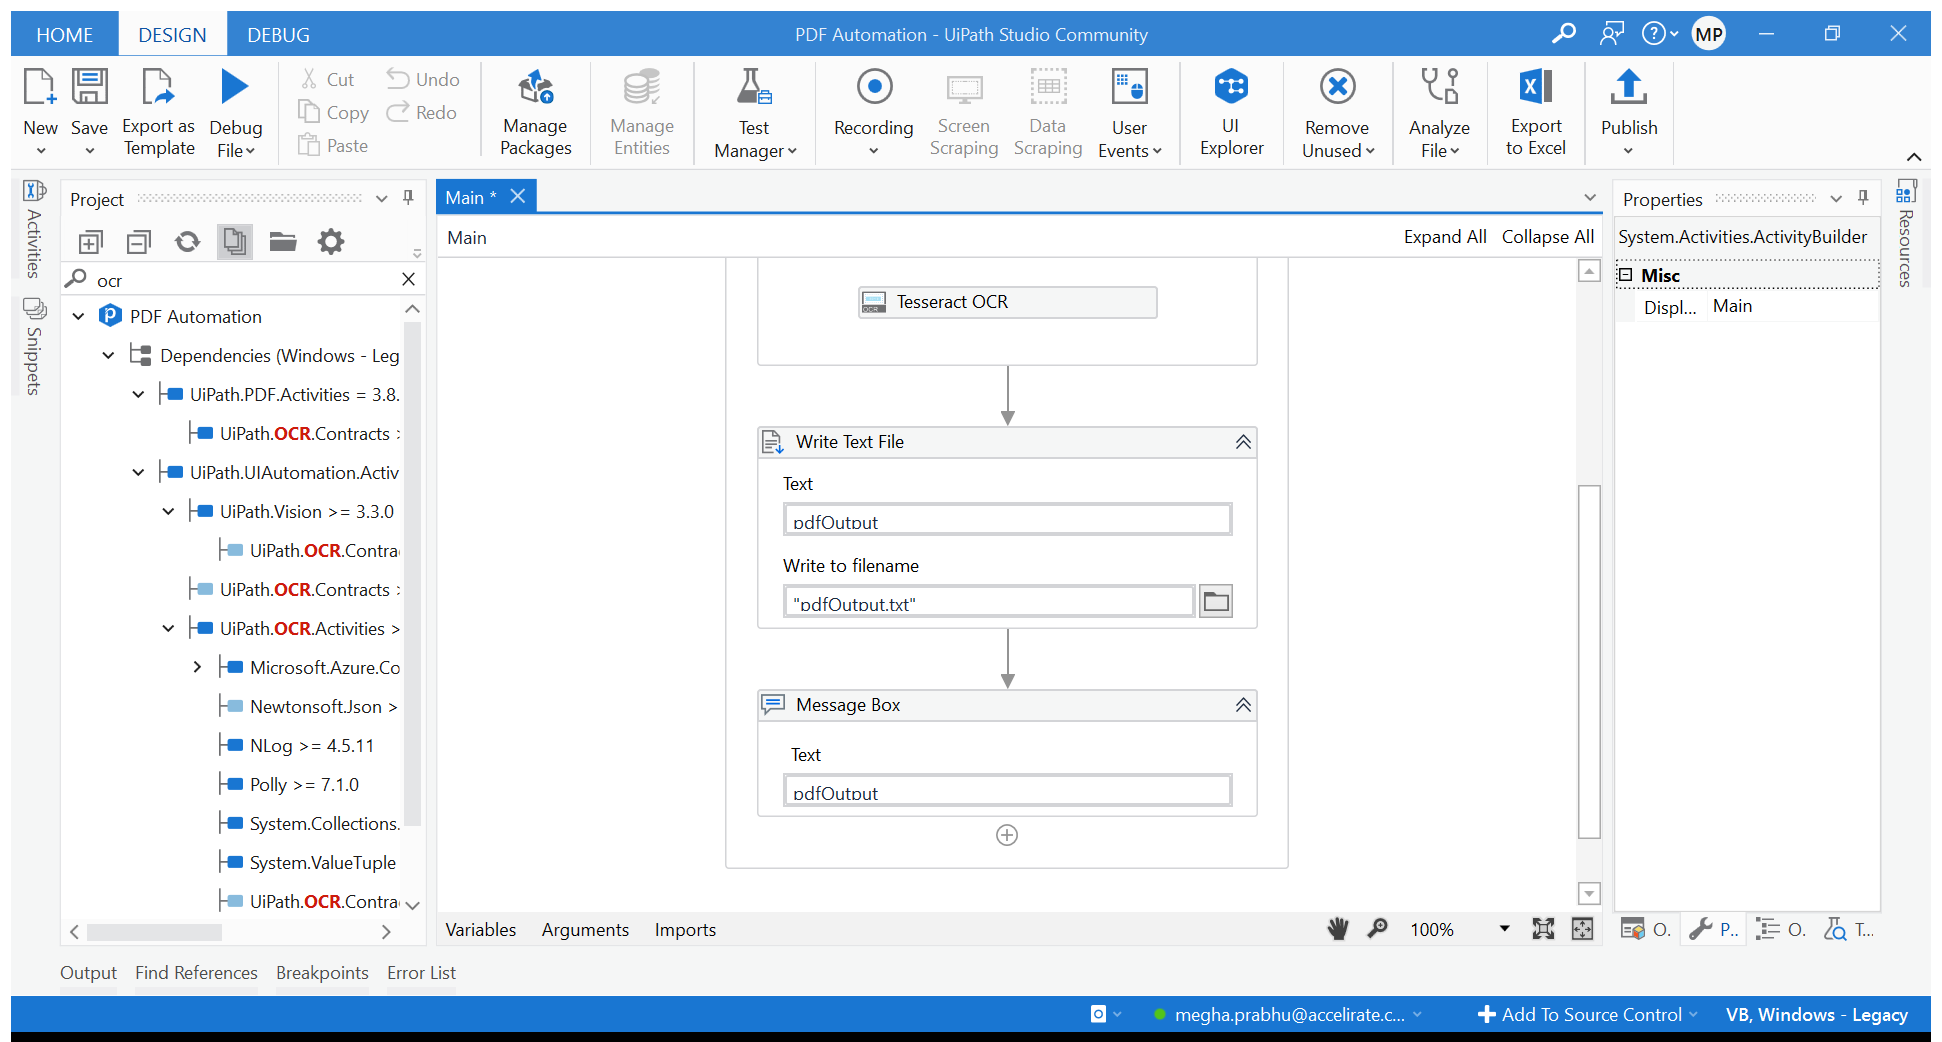 HOME DESIGN DEBUG PDF Automation - UiPath Studio Community MP
New Save Export as Template Debug File
Cut Copy Paste Undo Redo
Manage Packages
Manage Entities
Test Manager
Recording
Screen Scraping
Data Scraping
User Events
UI Explorer
Remove Unused
Analyze File
Export to Excel
Publish
Activities
Snippets
Project
ocr
PDF Automation
Dependencies (Windows - Leg
UiPath.PDF.Activities = 3.8.
UiPath.OCR.Contracts >
UiPath.UIAutomation.Activ
UiPath.Vision >= 3.3.0
UiPath.OCR.Contra
UiPath.OCR.Contracts >
UiPath.OCR.Activities >
Microsoft.Azure.Co
Newtonsoft.Json >
NLog >= 4.5.11
Polly >= 7.1.0
System.Collections.
System.ValueTuple
UiPath.OCR.Contra
Main *
Main
Expand All Collapse All
OCR Tesseract OCR
Write Text File
Text
pdfOutput
Write to filename
"pdfOutput.txt"
Message Box
Text
pdfOutput
Variables Arguments Imports
100%
Properties
System.Activities.ActivityBuilder
Misc
Displ... Main
O. P.. O. T...
Resources
Output Find References Breakpoints Error List
megha.prabhu@accelirate.c... Add To Source Control VB, Windows - Legacy